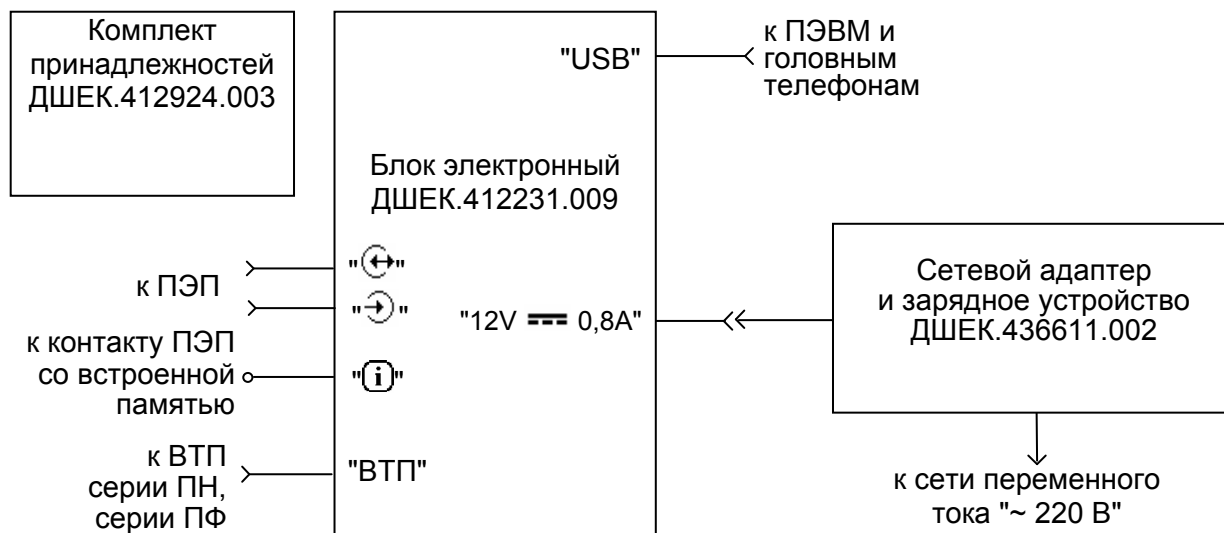 Комплект
принадлежностей
ДШЕК.412924.003
"USB"
к ПЭВМ и
головным
телефонам
Блок электронный
ДШЕК.412231.009
к ПЭП
"12V 0,8А"
Сетевой адаптер
и зарядное устройство
ДШЕК.436611.002
к контакту ПЭП
со встроенной
памятью
"i"
к ВТП
серии ПН,
серии ПФ
"ВТП"
к сети переменного
тока "~ 220 В"